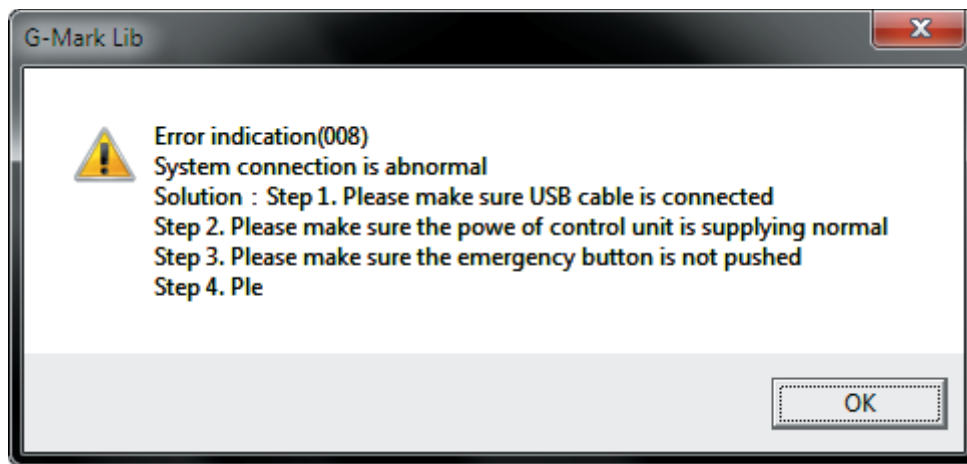 G-Mark Lib
Error indication(008)
System connection is abnormal
Solution : Step 1. Please make sure USB cable is connected
Step 2. Please make sure the powe of control unit is supplying normal
Step 3. Please make sure the emergency button is not pushed
Step 4. Ple
OK